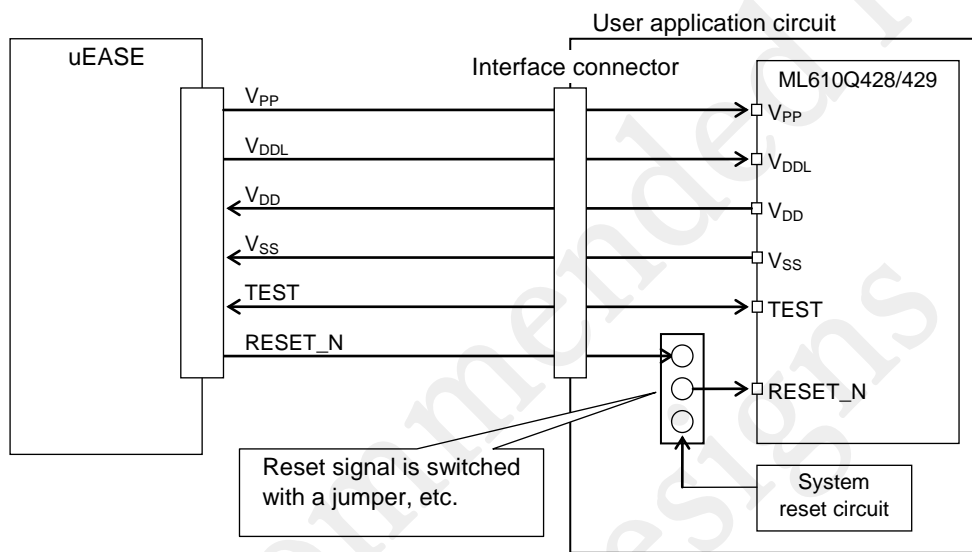 User application circuit
uEASE
Interface connector
ML610Q428/429
VPP
VPP
VDDL
VDDL
VDD
VDD
VSS
VSS
TEST
TEST
RESET_N
RESET_N
Reset signal is switched
with a jumper, etc.
System
reset circuit